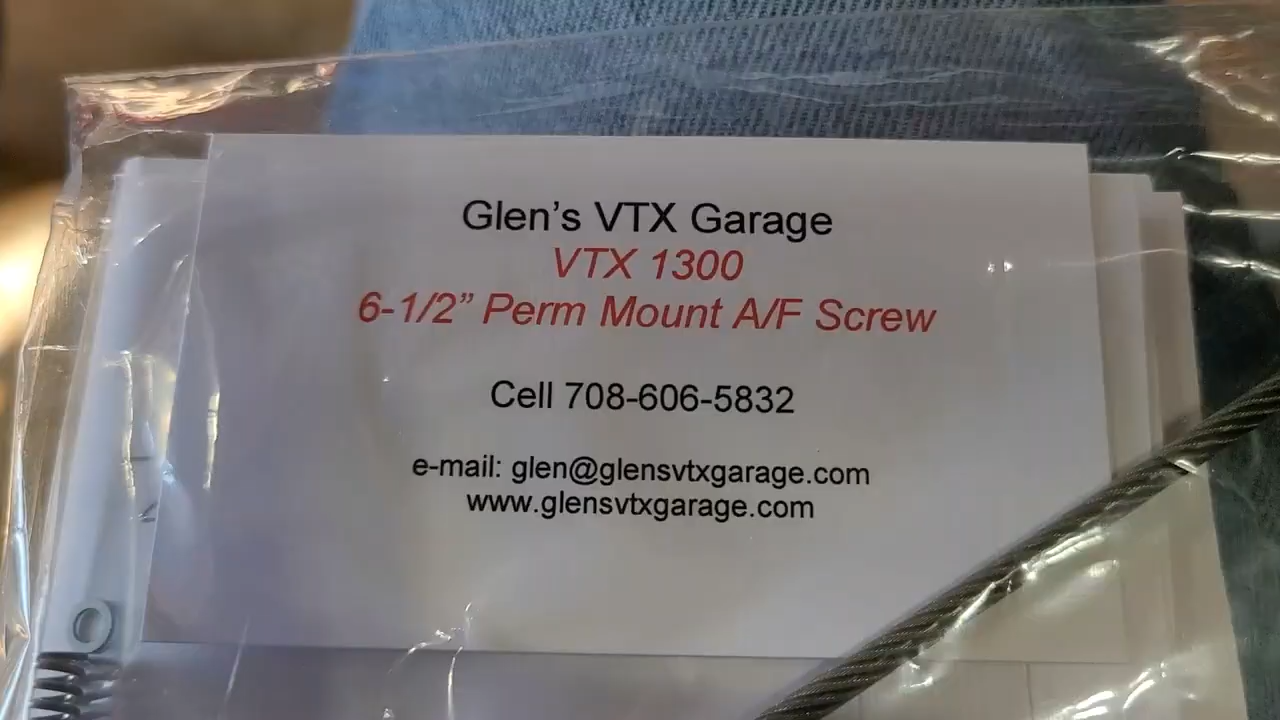 Glen’s VTX Garage
VTX 1300
6-1/2” Perm Mount A/F Screw
Cell 708-606-5832
e-mail: glen@glensvtxgarage.com
www.glensvtxgarage.com